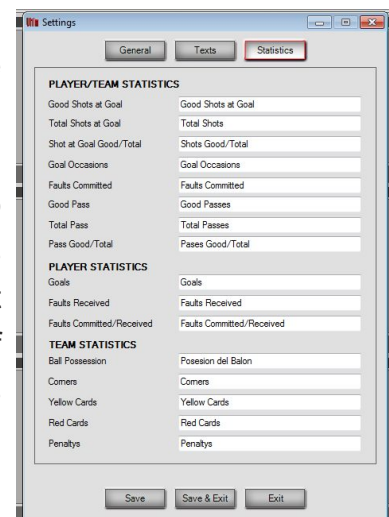 Settings
General Texts Statistics
PLAYER/TEAM STATISTICS
Good Shots at Goal Good Shots at Goal
Total Shots at Goal Total Shots
Shot at Goal Good/Total Shots Good/Total
Goal Occasions Goal Occasions
Faults Committed Faults Committed
Good Pass Good Passes
Total Pass Total Passes
Pass Good/Total Pases Good/Total
PLAYER STATISTICS
Goals Goals
Faults Received Faults Received
Faults Committed/Received Faults Committed/Received
TEAM STATISTICS
Ball Possession Posesion del Balon
Corners Corners
Yellow Cards Yellow Cards
Red Cards Red Cards
Penaltys Penaltys
Save Save & Exit Exit